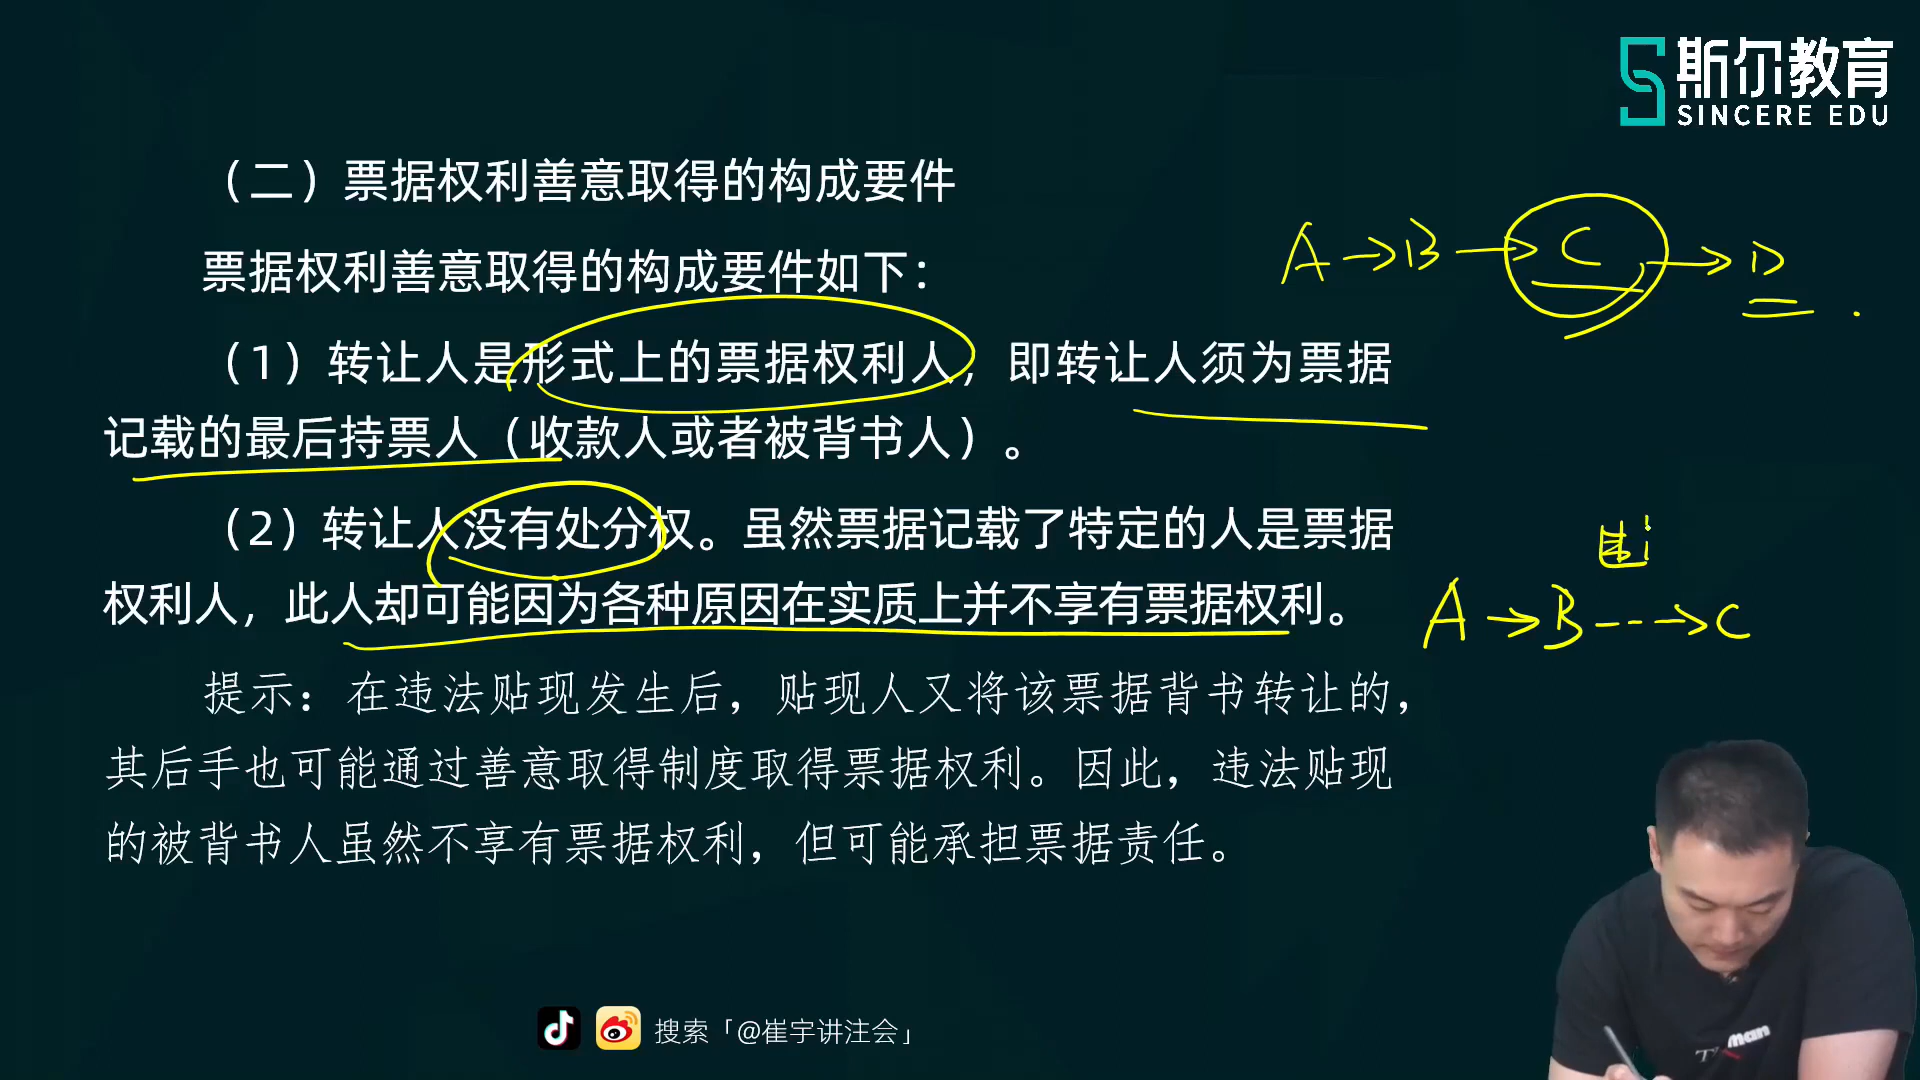 斯尔教育
SINCERE EDU
（二）票据权利善意取得的构成要件
票据权利善意取得的构成要件如下：
A→B→C→D
（1）转让人是形式上的票据权利人，即转让人须为票据
记载的最后持票人（收款人或者被背书人）。
（2）转让人没有处分权。虽然票据记载了特定的人是票据
权利人，此人却可能因为各种原因在实质上并不享有票据权利。
A→B--→C
提示：在违法贴现发生后，贴现人又将该票据背书转让的，
其后手也可能通过善意取得制度取得票据权利。因此，违法贴现
的被背书人虽然不享有票据权利，但可能承担票据责任。
搜索「@崔宇讲注会」